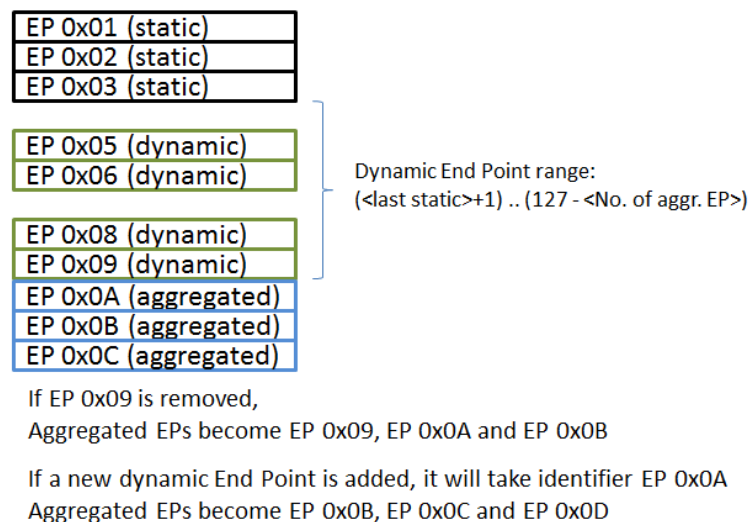 EP 0x01 (static)
EP 0x02 (static)
EP 0x03 (static)
EP 0x05 (dynamic)
EP 0x06 (dynamic)
Dynamic End Point range:
(<last static>+1) .. (127 - <No. of aggr. EP>)
EP 0x08 (dynamic)
EP 0x09 (dynamic)
EP 0x0A (aggregated)
EP 0x0B (aggregated)
EP 0x0C (aggregated)
If EP 0x09 is removed,
Aggregated EPs become EP 0x09, EP 0x0A and EP 0x0B
If a new dynamic End Point is added, it will take identifier EP 0x0A
Aggregated EPs become EP 0x0B, EP 0x0C and EP 0x0D